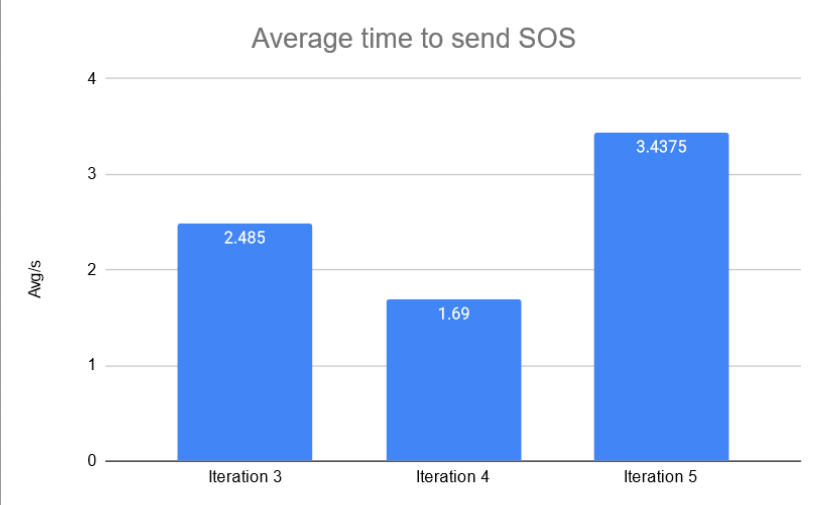 Average time to send SOS
4
3
2
1
0
Avg/s
2.485
1.69
3.4375
Iteration 3
Iteration 4
Iteration 5